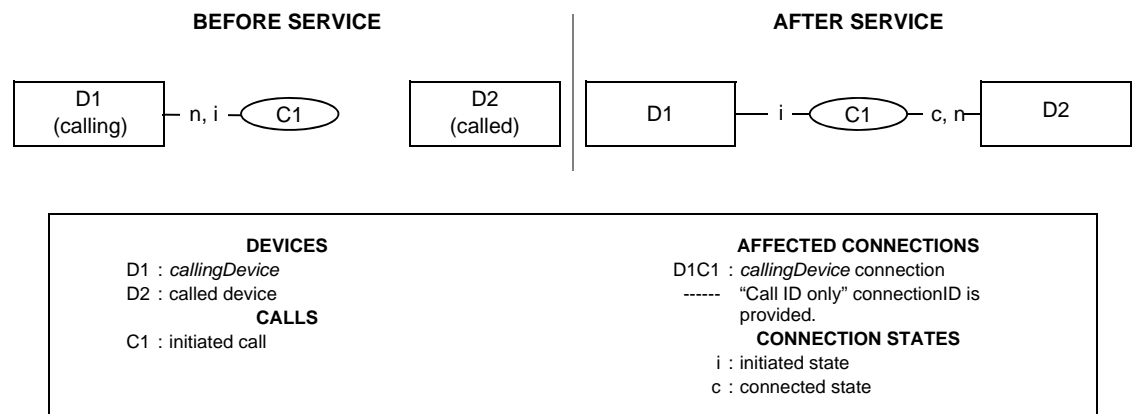 BEFORE SERVICE
AFTER SERVICE
D1
(calling)
n, i
C1
D2
(called)
D1
i
C1
c, n
D2
DEVICES
D1 : callingDevice
D2 : called device
CALLS
C1 : initiated call
AFFECTED CONNECTIONS
D1C1 : callingDevice connection
------ “Call ID only” connectionID is
provided.
CONNECTION STATES
i : initiated state
c : connected state